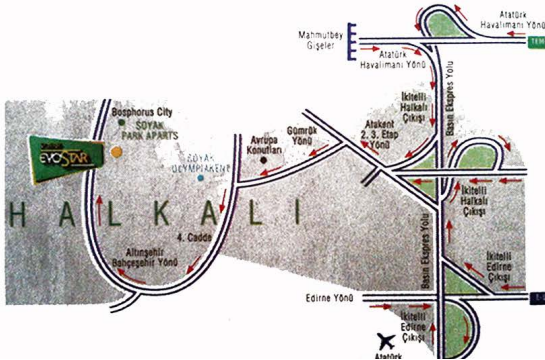 Atatürk
Havalimanı Yönü
TEM
Mahmutbey
Gişeler
Atatürk
Havalimanı Yönü
İkitelli
Halkalı
Çıkışı
Basın Ekspres Yolu
Bosphorus City
SOYAK
PARK APARTS
EVOSTAR
SOYAK
OLYMPIAKENT
Avrupa
Konutları
Gümrük
Yönü
Atakent
2. 3. Etap
Yönü
İkitelli
Halkalı
Çıkışı
HALKALI
4. Cadde
Altınşehir
Bahçeşehir Yönü
Basın Ekspres Yolu
İkitelli
Edirne
Çıkışı
Edirne Yönü
İkitelli
Edirne
Çıkışı
Atatürk